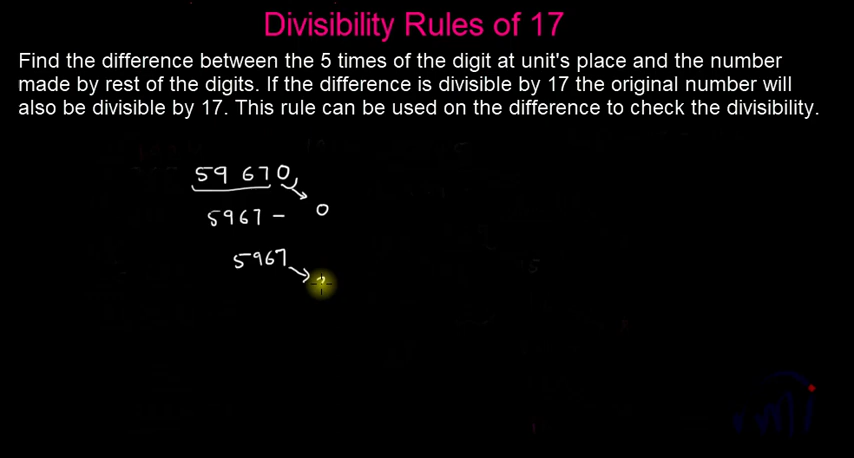 Divisibility Rules of 17
Find the difference between the 5 times of the digit at unit's place and the number
made by rest of the digits. If the difference is divisible by 17 the original number will
also be divisible by 17. This rule can be used on the difference to check the divisibility.
59 670
5967 - 0
5967